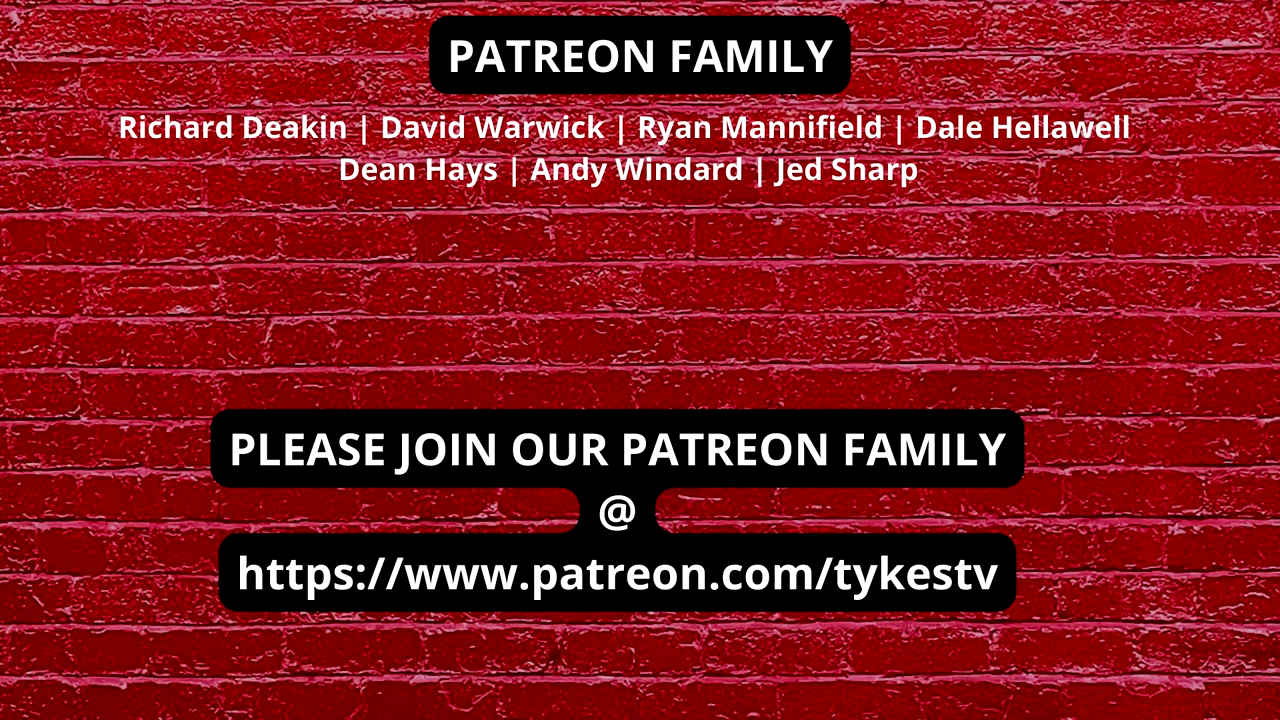 PATREON FAMILY
Richard Deakin | David Warwick | Ryan Mannifield | Dale Hellawell
Dean Hays | Andy Windard | Jed Sharp
PLEASE JOIN OUR PATREON FAMILY
@
https://www.patreon.com/tykestv